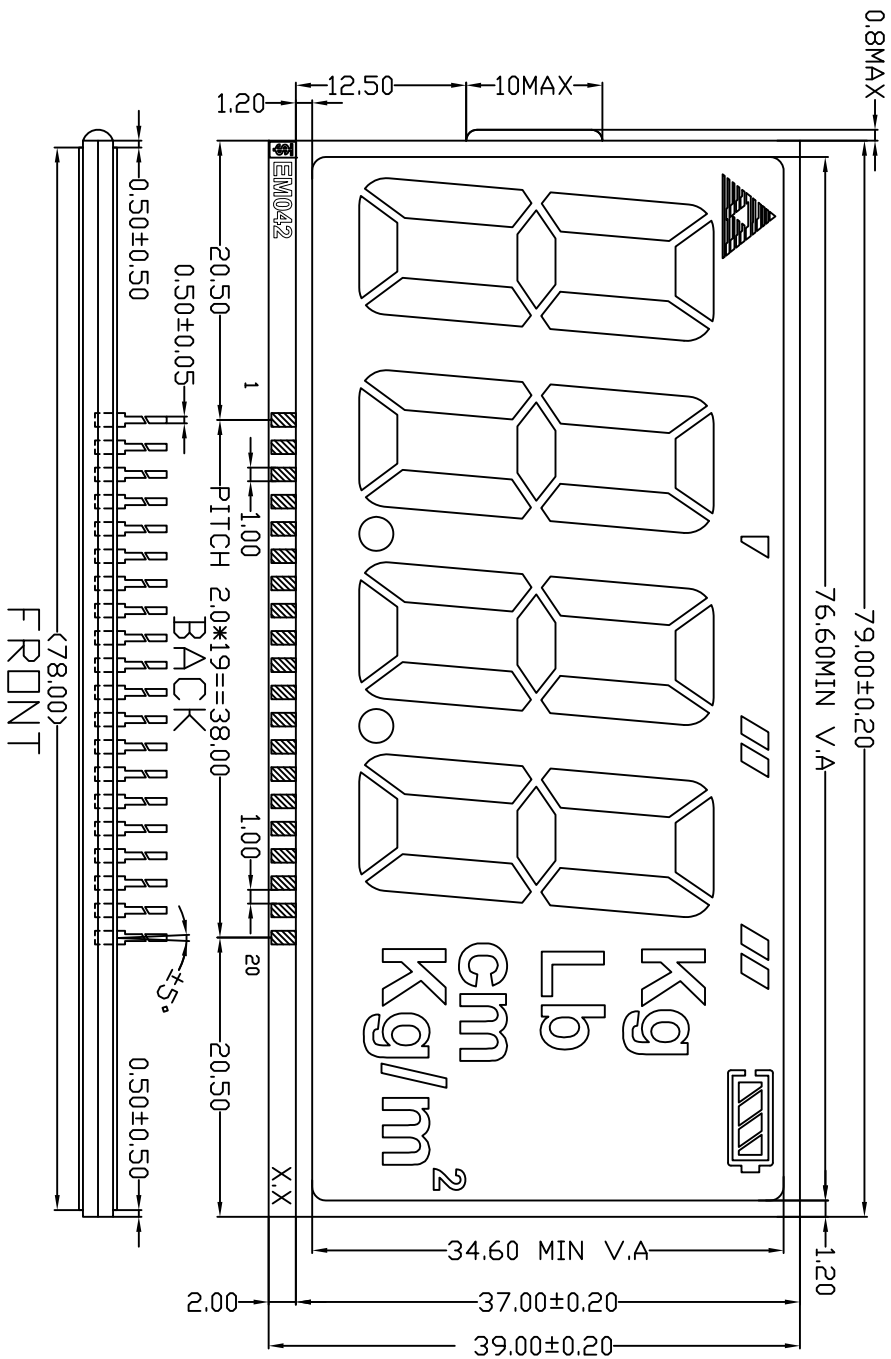 0.8MAX
79.00±0.20
76.60MIN V.A
1.20
12.50
10MAX
1.20
Kg
Lb
cm
Kg/m²
34.60 MIN V.A
37.00±0.20
39.00±0.20
2.00
EM042
X.X
1
20
1.00
1.00
20.50
PITCH 2.0*19==38.00
20.50
BACK
0.50±0.50
0.50±0.05
±5°
0.50±0.50
(78.00)
FRONT